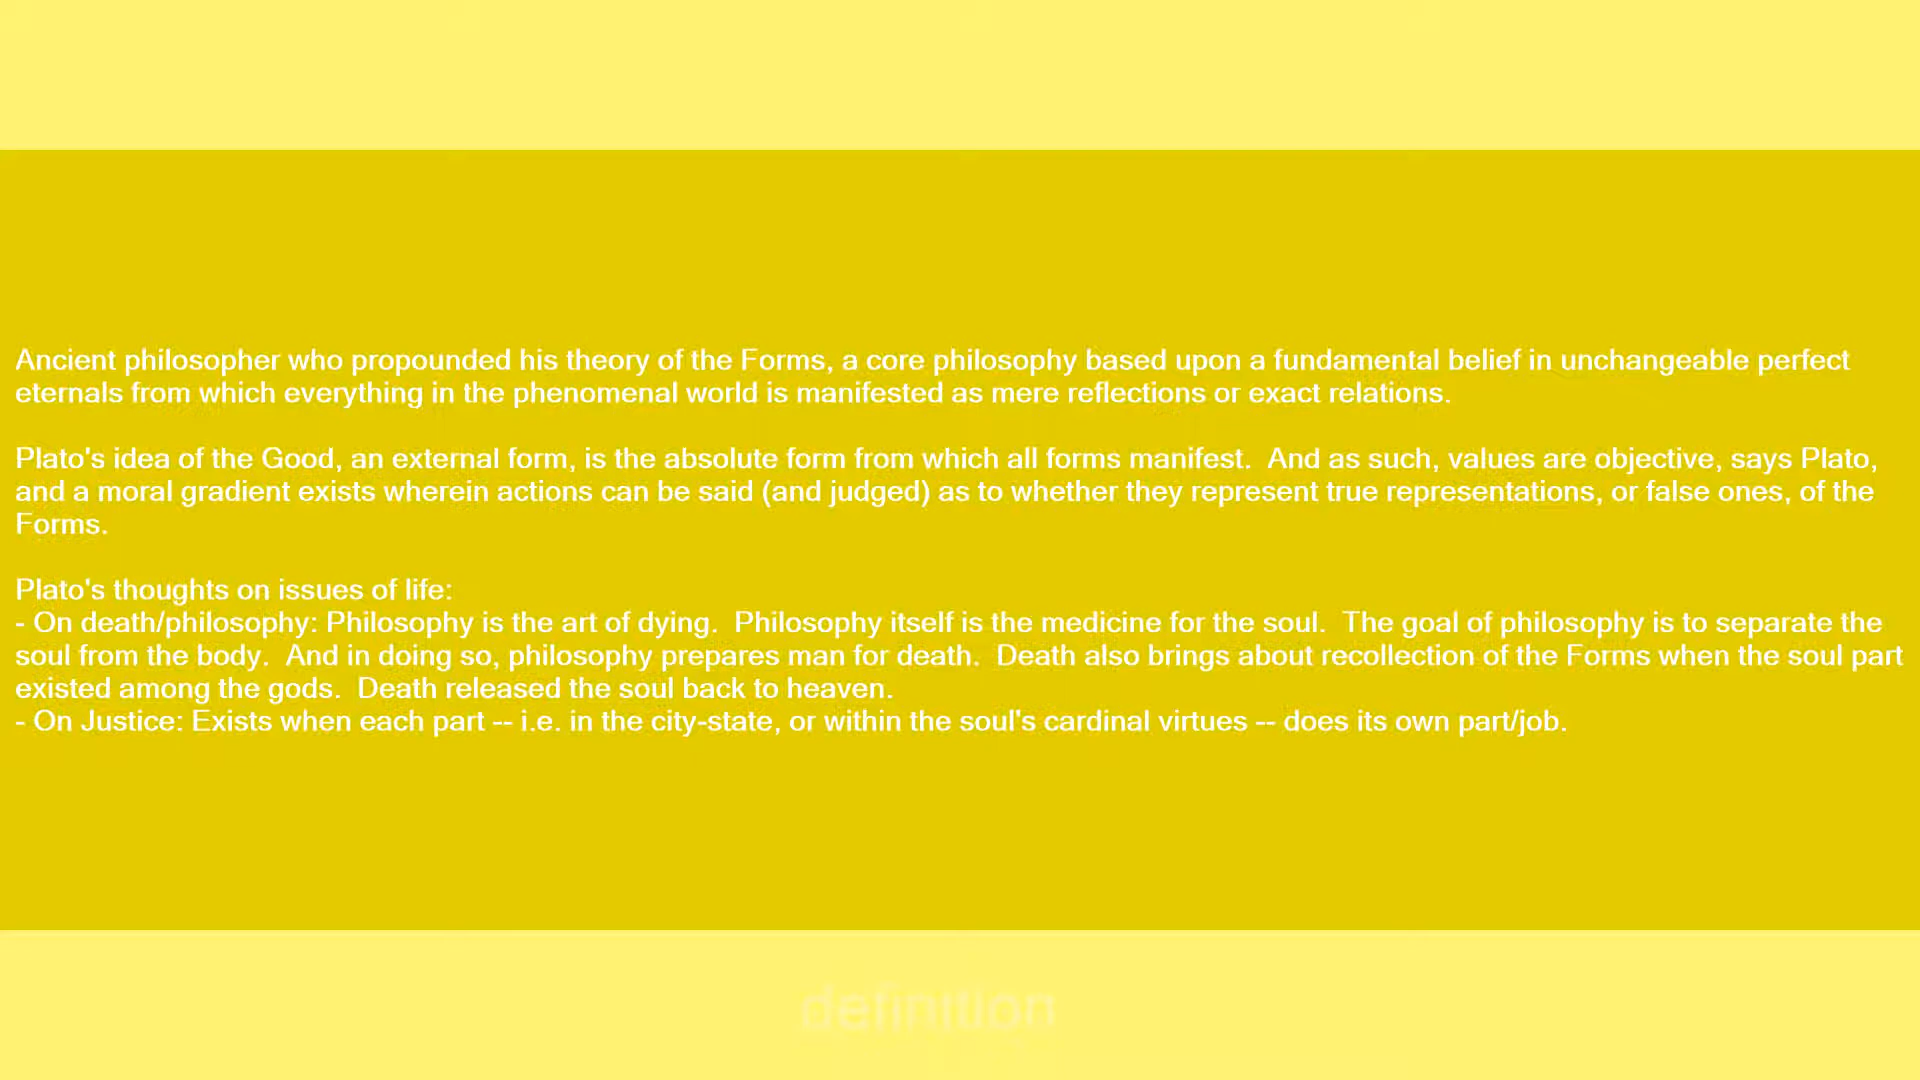 Ancient philosopher who propounded his theory of the Forms, a core philosophy based upon a fundamental belief in unchangeable perfect
eternals from which everything in the phenomenal world is manifested as mere reflections or exact relations.
Plato's idea of the Good, an external form, is the absolute form from which all forms manifest.  And as such, values are objective, says Plato,
and a moral gradient exists wherein actions can be said (and judged) as to whether they represent true representations, or false ones, of the
Forms.
Plato's thoughts on issues of life:
- On death/philosophy: Philosophy is the art of dying.  Philosophy itself is the medicine for the soul.  The goal of philosophy is to separate the
soul from the body.  And in doing so, philosophy prepares man for death.  Death also brings about recollection of the Forms when the soul part
existed among the gods.  Death released the soul back to heaven.
- On Justice: Exists when each part -- i.e. in the city-state, or within the soul's cardinal virtues -- does its own part/job.
definition